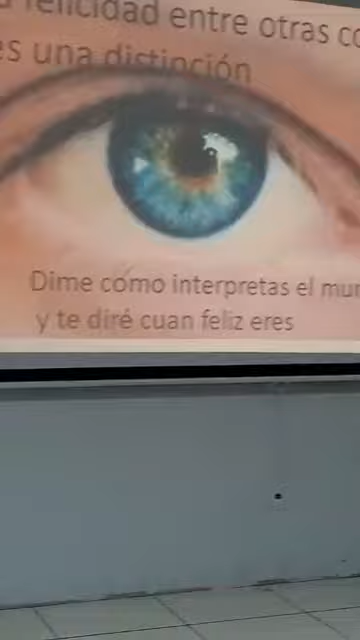 felicidad entre otras
es una distinción
Dime cómo interpretas el
y te diré cuan feliz eres